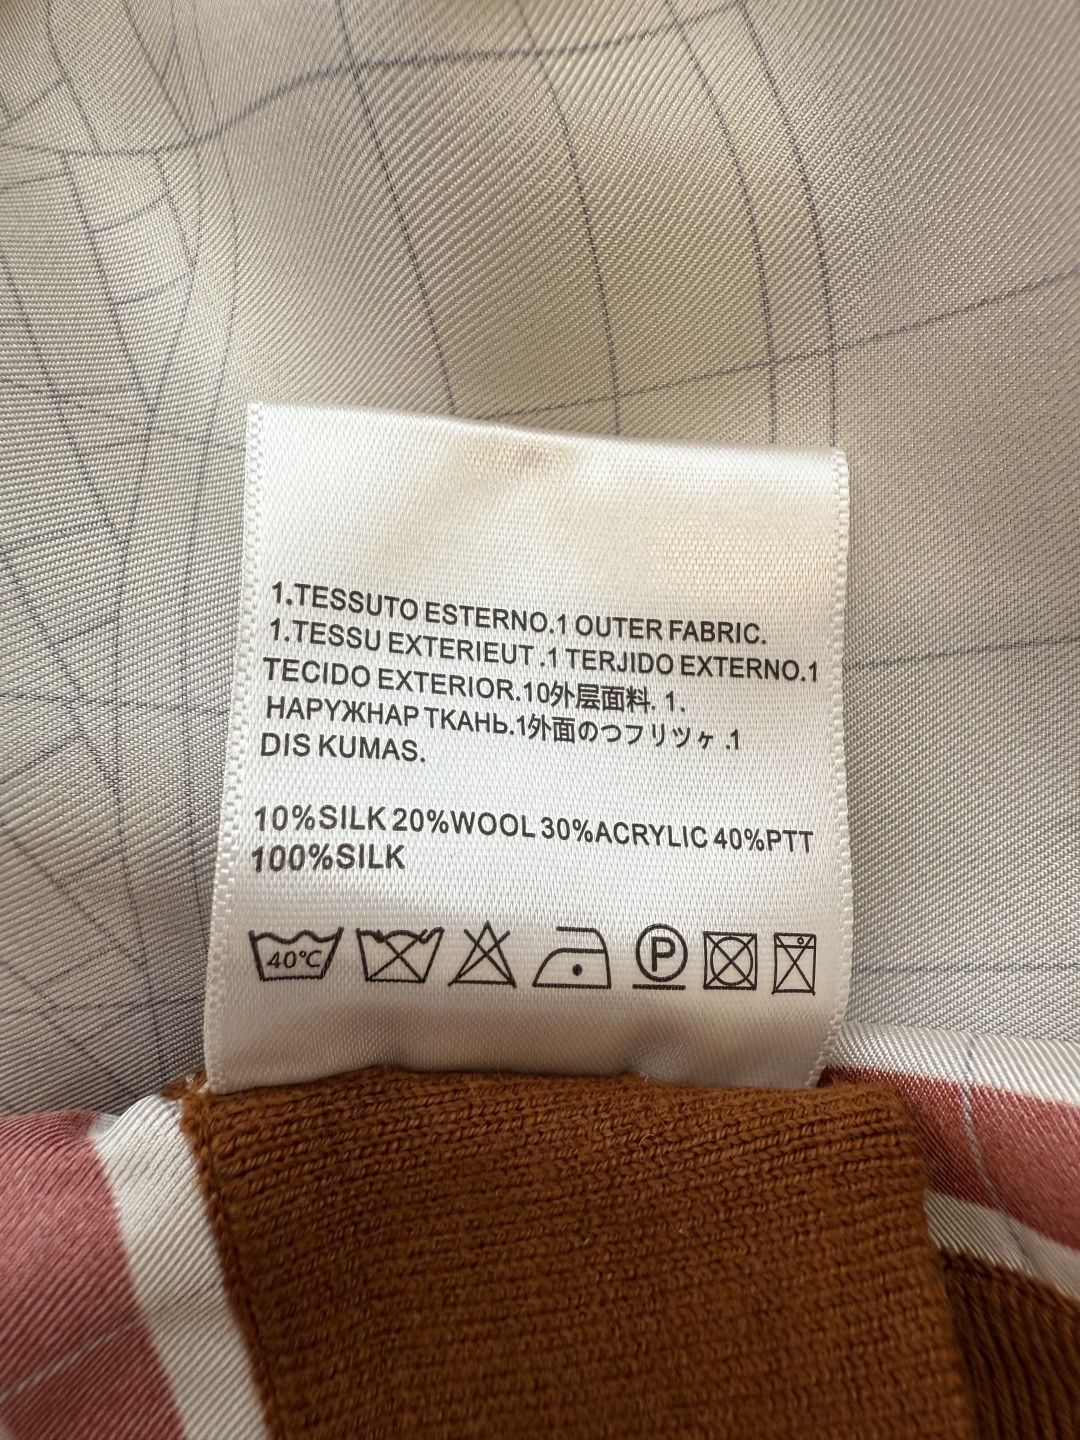 1.TESSUTO ESTERNO.1 OUTER FABRIC.
1.TESSU EXTERIEUT .1 TERJIDO EXTERNO.1
TECIDO EXTERIOR.10外层面料. 1.
НАРУЖНАР ТКАНЬ.1外面のつフリツヶ .1
DIS KUMAS.
10%SILK 20%WOOL 30%ACRYLIC 40%PTT
100%SILK
40℃ P